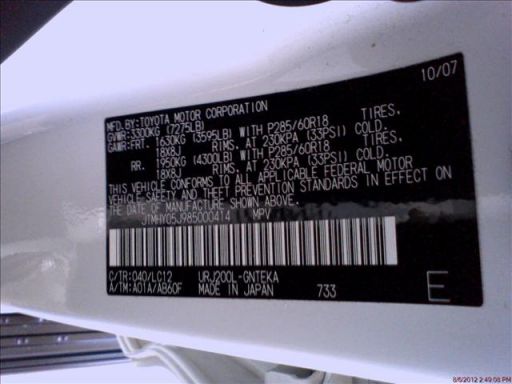 10/07
MFD. BY: TOYOTA MOTOR CORPORATION
GVWR: 3300KG (7275LB)
GAWR: FRT. 1630KG (3595LB) WITH P285/60R18 TIRES.
18X8J RIMS. AT 230KPA (33PSI) COLD.
RR. 1950KG (4300LB) WITH P285/60R18 TIRES.
18X8J RIMS. AT 230KPA (33PSI) COLD.
THIS VEHICLE CONFORMS TO ALL APPLICABLE FEDERAL MOTOR
VEHICLE SAFETY AND THEFT PREVENTION STANDARDS IN EFFECT ON
THE DATE OF MANUFACTURE SHOWN ABOVE.
JTMHY05J985000414 MPV
C/TR: 040/LC12 URJ200L-GNTEKA
A/TM: A01A/AB60F MADE IN JAPAN 733 E
8/6/2012 2:49:08 PM